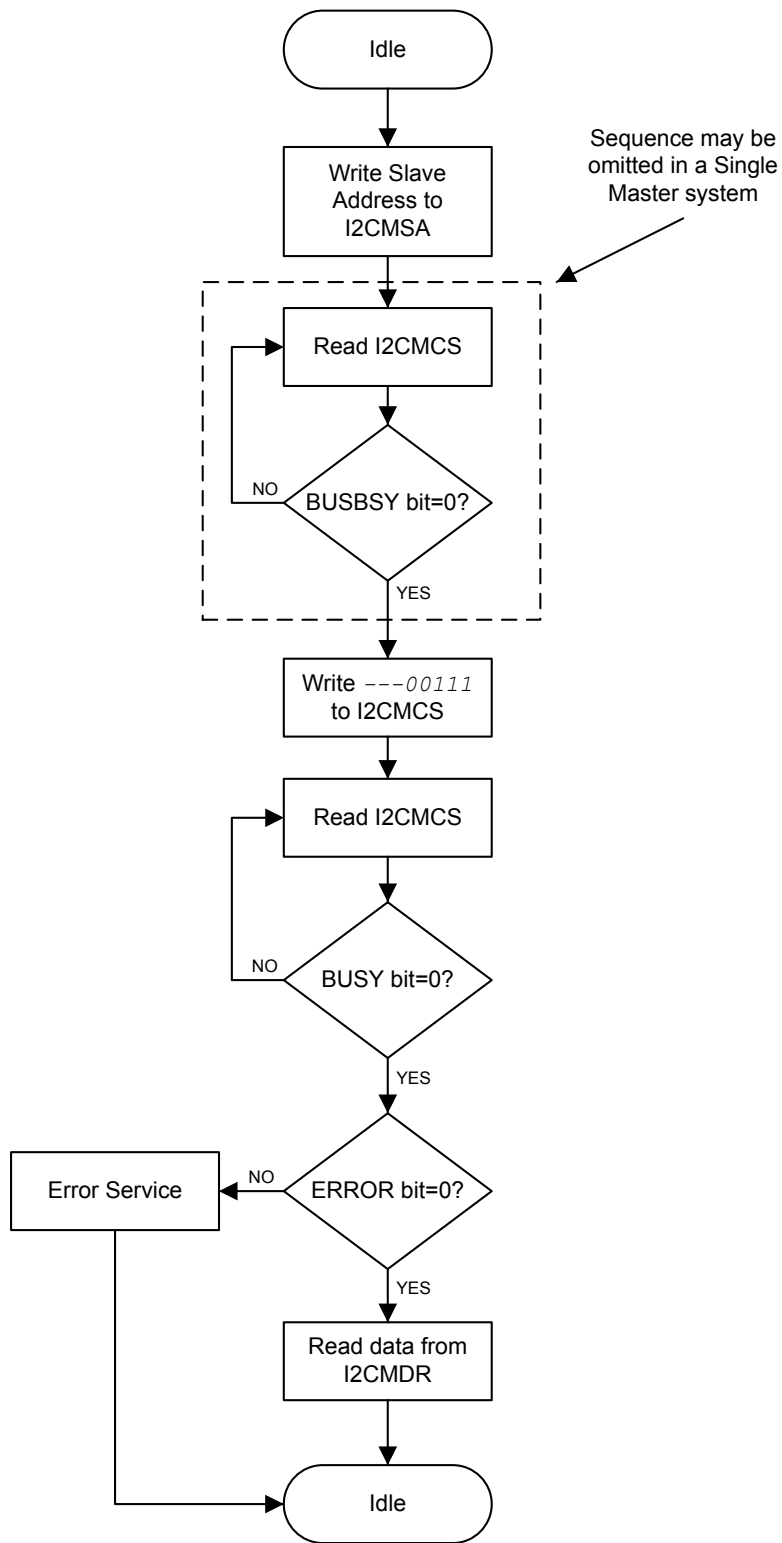 Idle
Sequence may be
omitted in a Single
Master system
Write Slave
Address to
I2CMSA
Read I2CMCS
NO
BUSBSY bit=0?
YES
Write ---00111
to I2CMCS
Read I2CMCS
NO
BUSY bit=0?
YES
Error Service
NO
ERROR bit=0?
YES
Read data from
I2CMDR
Idle